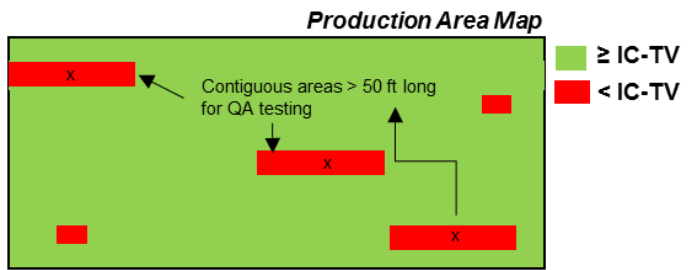 Production Area Map
≥ IC-TV
< IC-TV
x
Contiguous areas > 50 ft long
for QA testing
x
x